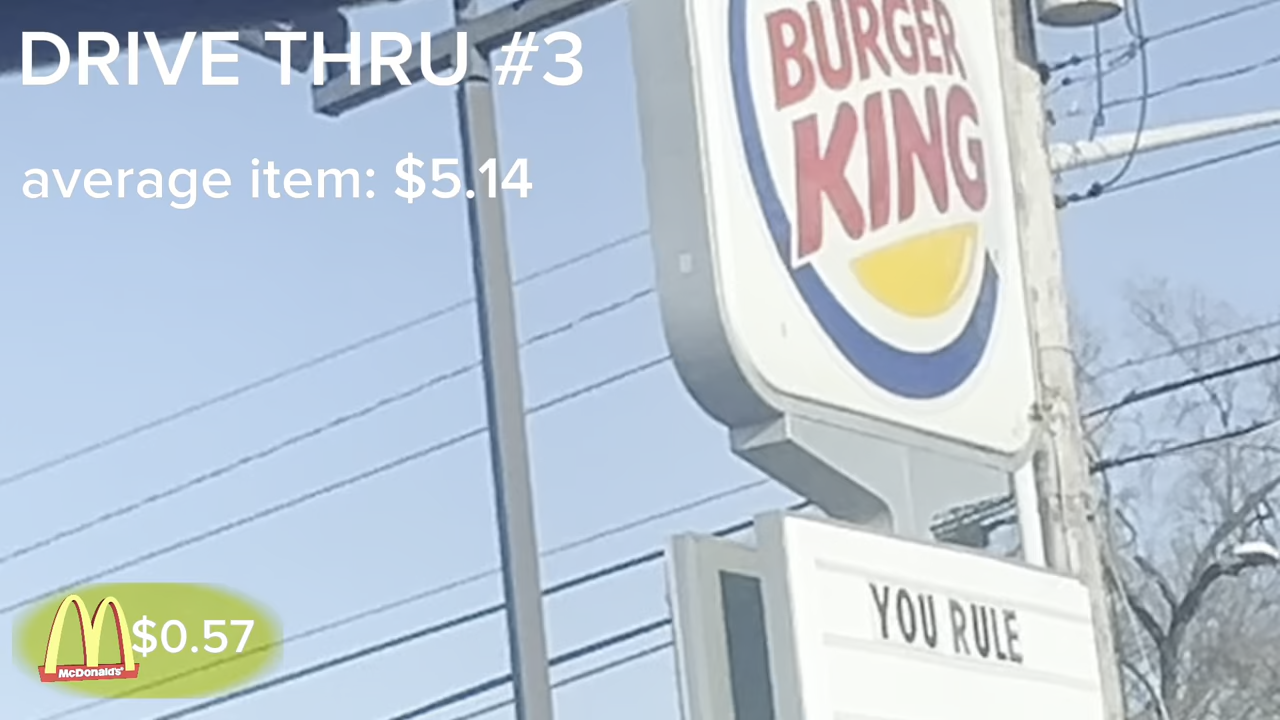 DRIVE THRU #3
average item: $5.14
BURGER
KING
YOU RULE
McDonald's
$0.57